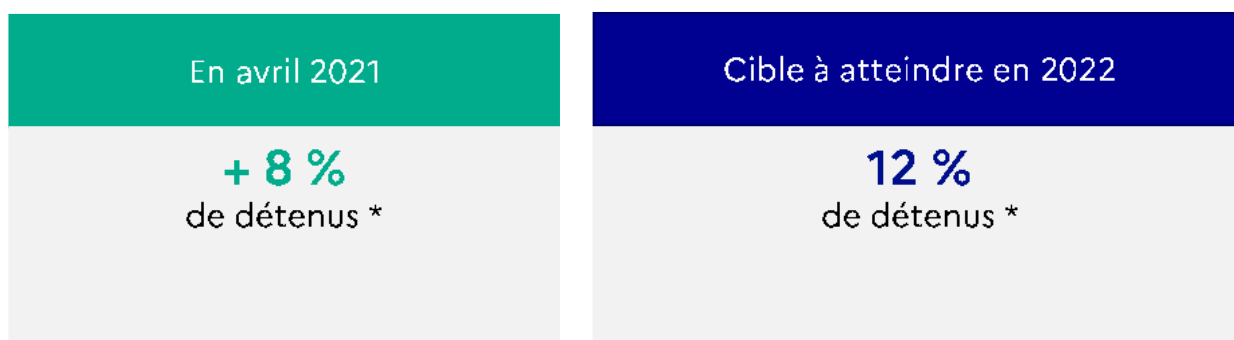 En avril 2021
+ 8 %
de détenus *
Cible à atteindre en 2022
12 %
de détenus *